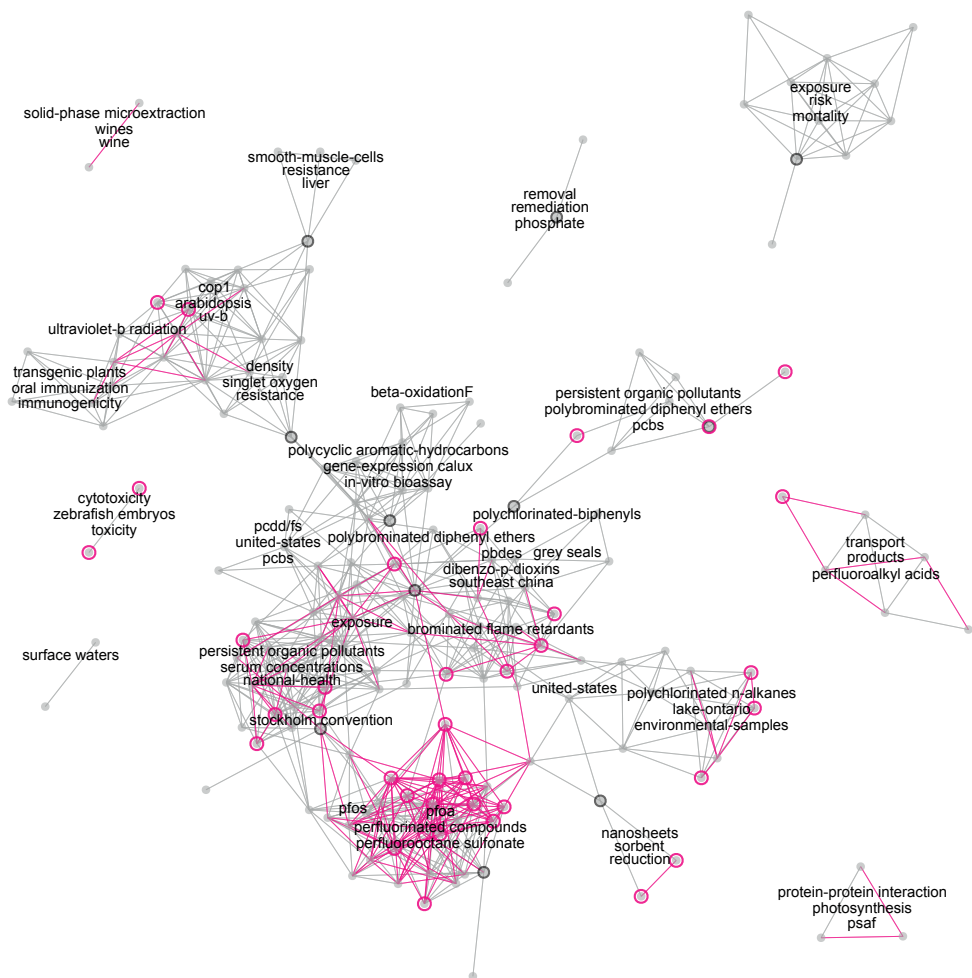 exposure
risk
mortality
solid-phase microextraction
wines
wine
smooth-muscle-cells
resistance
liver
removal
remediation
phosphate
cop1
arabidopsis
uv-b
ultraviolet-b radiation
transgenic plants
oral immunization
immunogenicity
density
singlet oxygen
resistance
beta-oxidationF
persistent organic pollutants
polybrominated diphenyl ethers
pcbs
polycyclic aromatic-hydrocarbons
gene-expression calux
in-vitro bioassay
cytotoxicity
zebrafish embryos
toxicity
pcdd/fs
united-states
pcbs
polychlorinated-biphenyls
polybrominated diphenyl ethers
pbdes
grey seals
dibenzo-p-dioxins
southeast china
transport
products
perfluoroalkyl acids
exposure
brominated flame retardants
surface waters
persistent organic pollutants
serum concentrations
national-health
stockholm convention
united-states
polychlorinated n-alkanes
lake-ontario
environmental-samples
pfos
pfoa
perfluorinated compounds
perfluorooctane sulfonate
nanosheets
sorbent
reduction
protein-protein interaction
photosynthesis
psaf